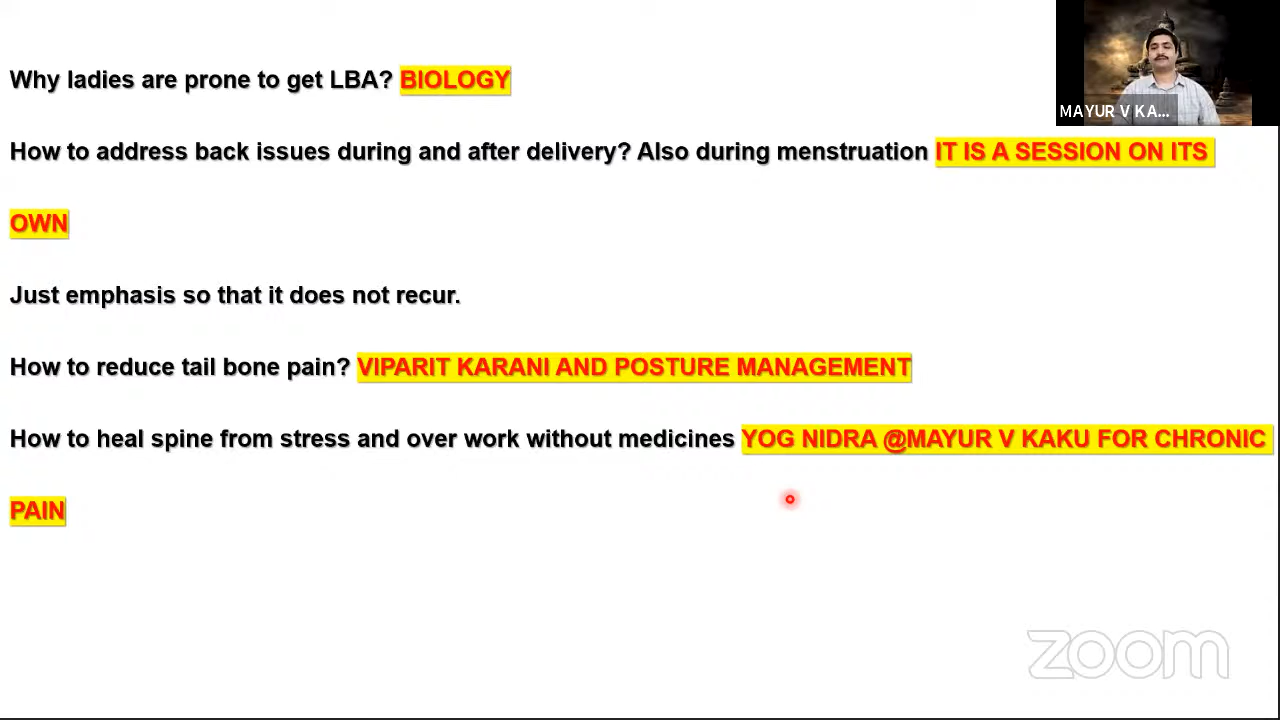 Why ladies are prone to get LBA? BIOLOGY
MAYUR V KA...
How to address back issues during and after delivery? Also during menstruation IT IS A SESSION ON ITS
OWN
Just emphasis so that it does not recur.
How to reduce tail bone pain? VIPARIT KARANI AND POSTURE MANAGEMENT
How to heal spine from stress and over work without medicines YOG NIDRA @MAYUR V KAKU FOR CHRONIC
PAIN
zoom